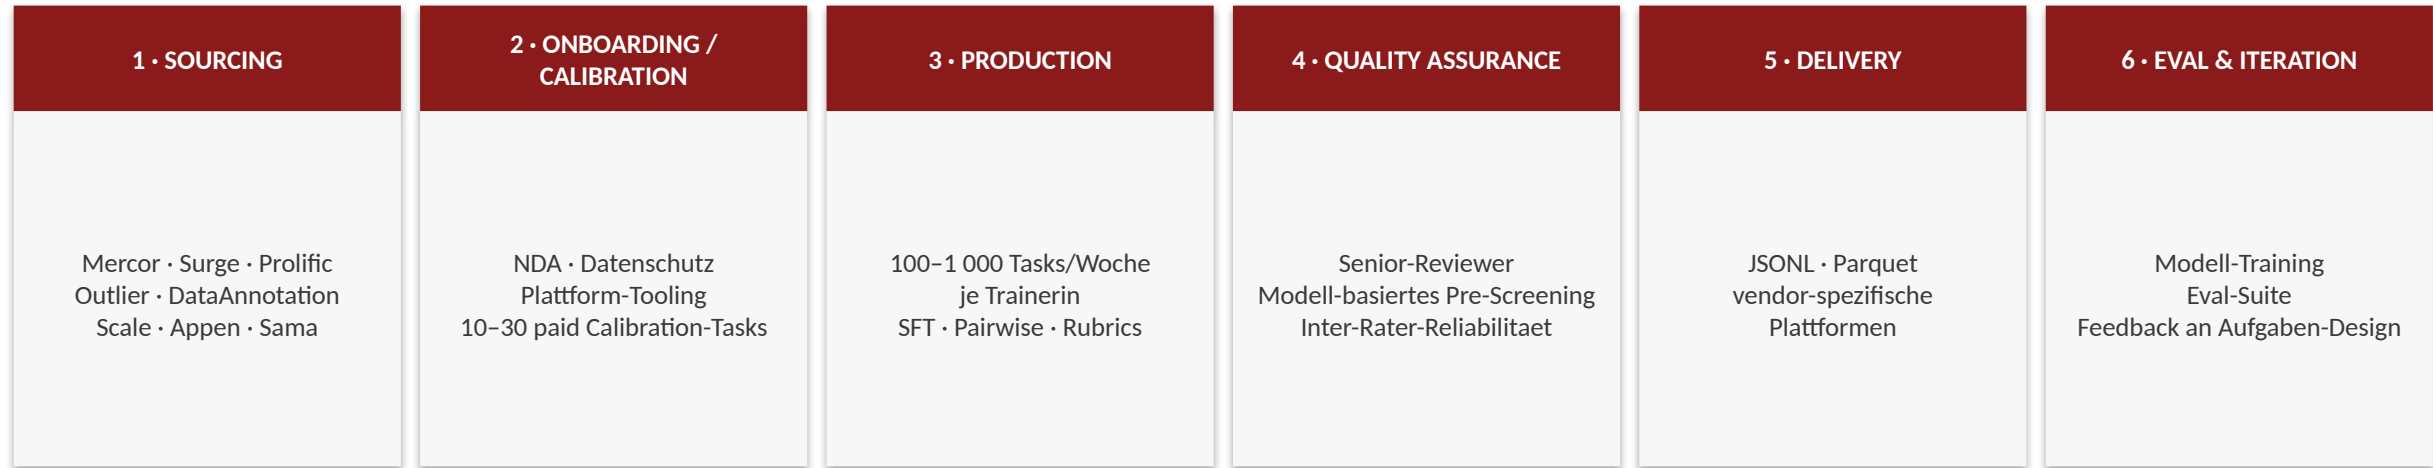 1 · SOURCING
Mercor · Surge · Prolific
Outlier · DataAnnotation
Scale · Appen · Sama
2 · ONBOARDING /
CALIBRATION
NDA · Datenschutz
Plattform-Tooling
10–30 paid Calibration-Tasks
3 · PRODUCTION
100–1 000 Tasks/Woche
je Trainerin
SFT · Pairwise · Rubrics
4 · QUALITY ASSURANCE
Senior-Reviewer
Modell-basiertes Pre-Screening
Inter-Rater-Reliabilitaet
5 · DELIVERY
JSONL · Parquet
vendor-spezifische
Plattformen
6 · EVAL & ITERATION
Modell-Training
Eval-Suite
Feedback an Aufgaben-Design